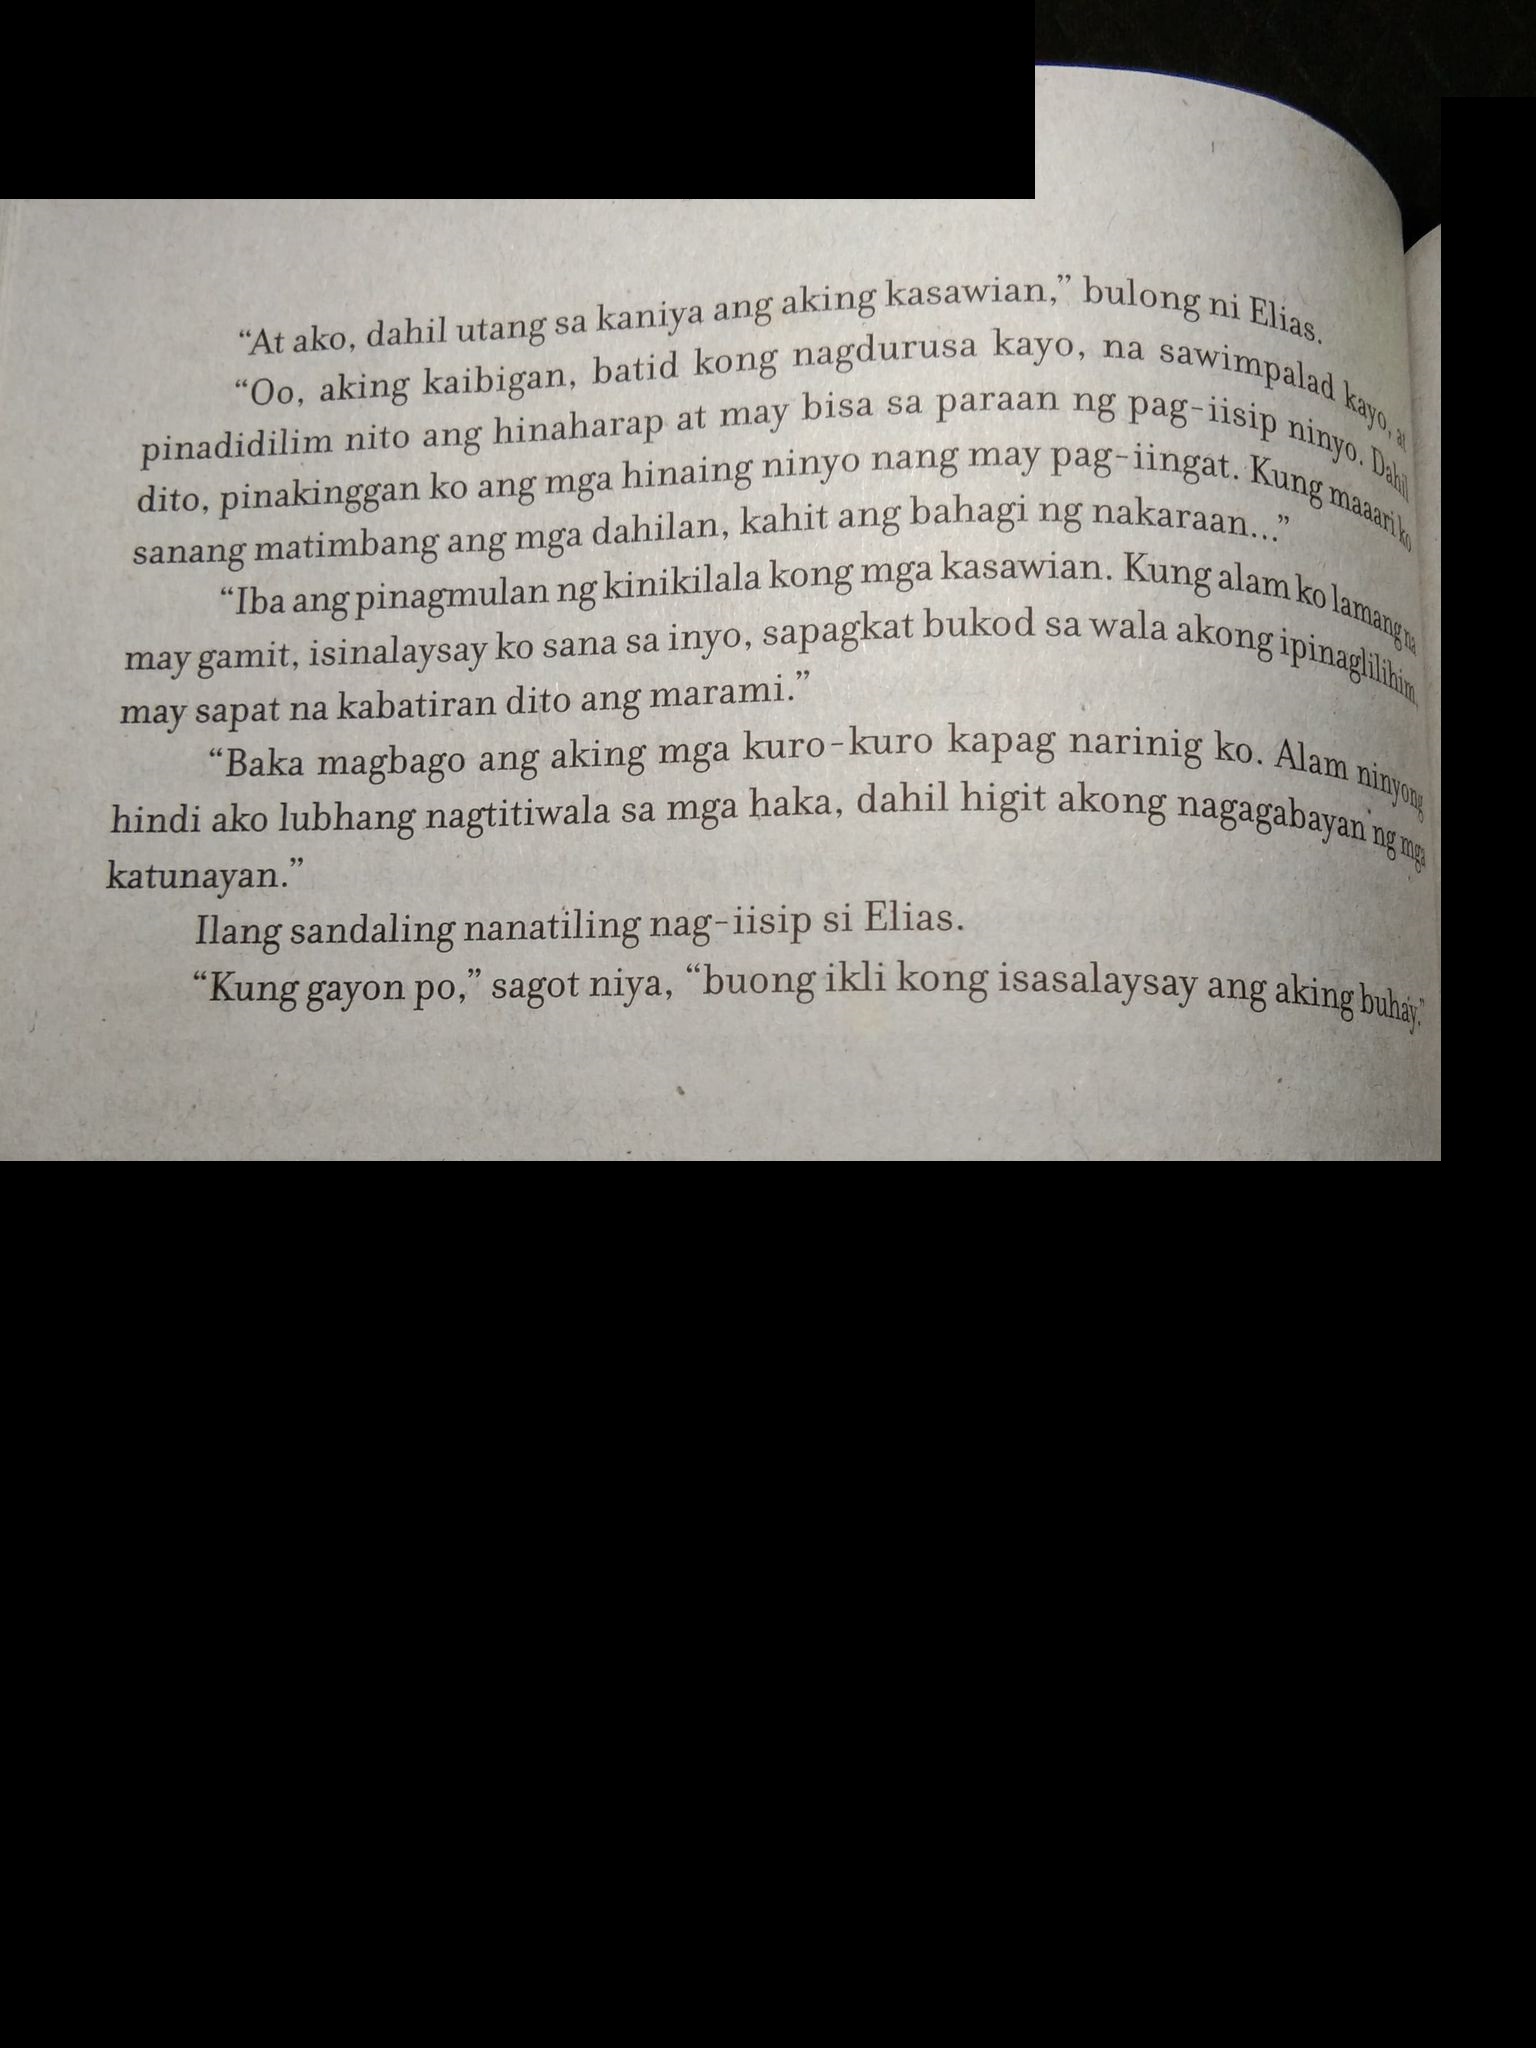 “At ako, dahil utang sa kaniya ang aking kasawian,” bulong ni Elias.
“Oo, aking kaibigan, batid kong nagdurusa kayo, na sawimpalad kayo, at
pinadidilim nito ang hinaharap at may bisa sa paraan ng pag-iisip ninyo. Dahil
dito, pinakinggan ko ang mga hinaing ninyo nang may pag-iingat. Kung maaari ko
sanang matimbang ang mga dahilan, kahit ang bahagi ng nakaraan...”
“Iba ang pinagmulan ng kinikilala kong mga kasawian. Kung alam ko lamang na
may gamit, isinalaysay ko sana sa inyo, sapagkat bukod sa wala akong ipinaglilihim,
may sapat na kabatiran dito ang marami.”
“Baka magbago ang aking mga kuro-kuro kapag narinig ko. Alam ninyong
hindi ako lubhang nagtitiwala sa mga haka, dahil higit akong nagagabayan ng mga
katunayan.”
Ilang sandaling nanatiling nag-iisip si Elias.
“Kung gayon po,” sagot niya, “buong ikli kong isasalaysay ang aking buhay.”